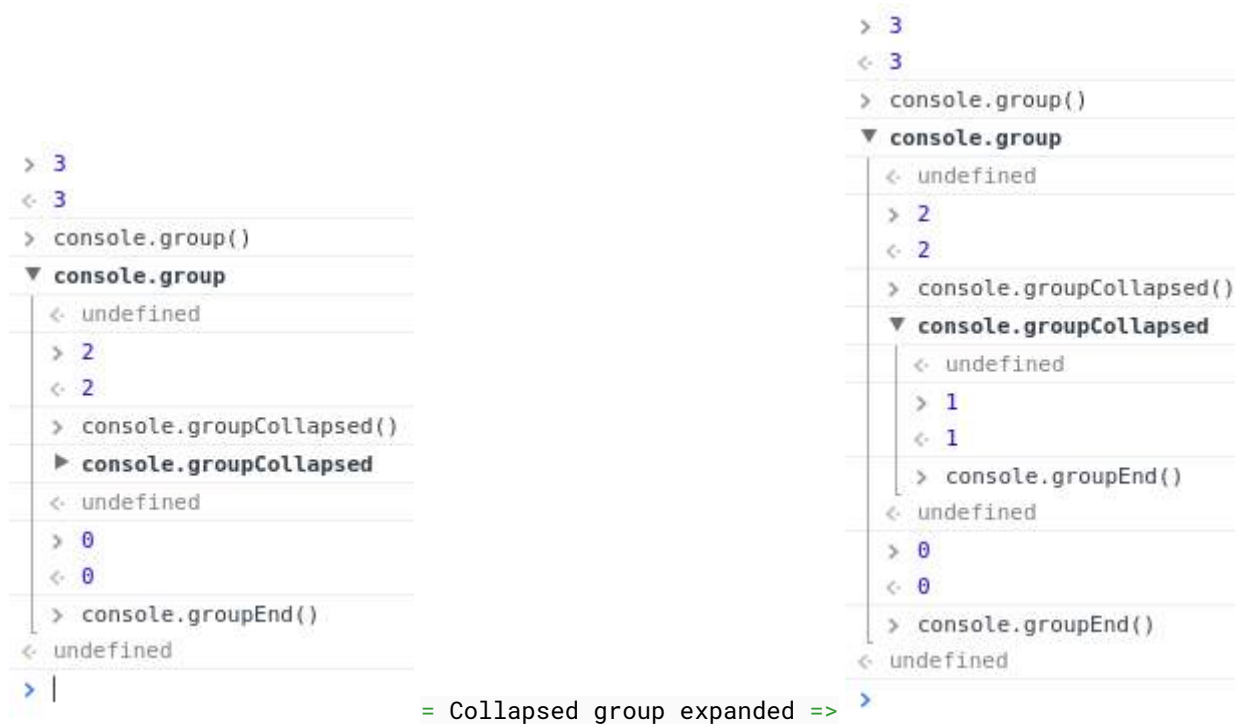 > 3
<· 3
> console.group()
▼ console.group
<· undefined
> 2
<· 2
> console.groupCollapsed()
▶ console.groupCollapsed
<· undefined
> 0
<· 0
> console.groupEnd()
<· undefined
>
= Collapsed group expanded =>
> 3
<· 3
> console.group()
▼ console.group
<· undefined
> 2
<· 2
> console.groupCollapsed()
▼ console.groupCollapsed
<· undefined
> 1
<· 1
> console.groupEnd()
<· undefined
> 0
<· 0
> console.groupEnd()
<· undefined
>